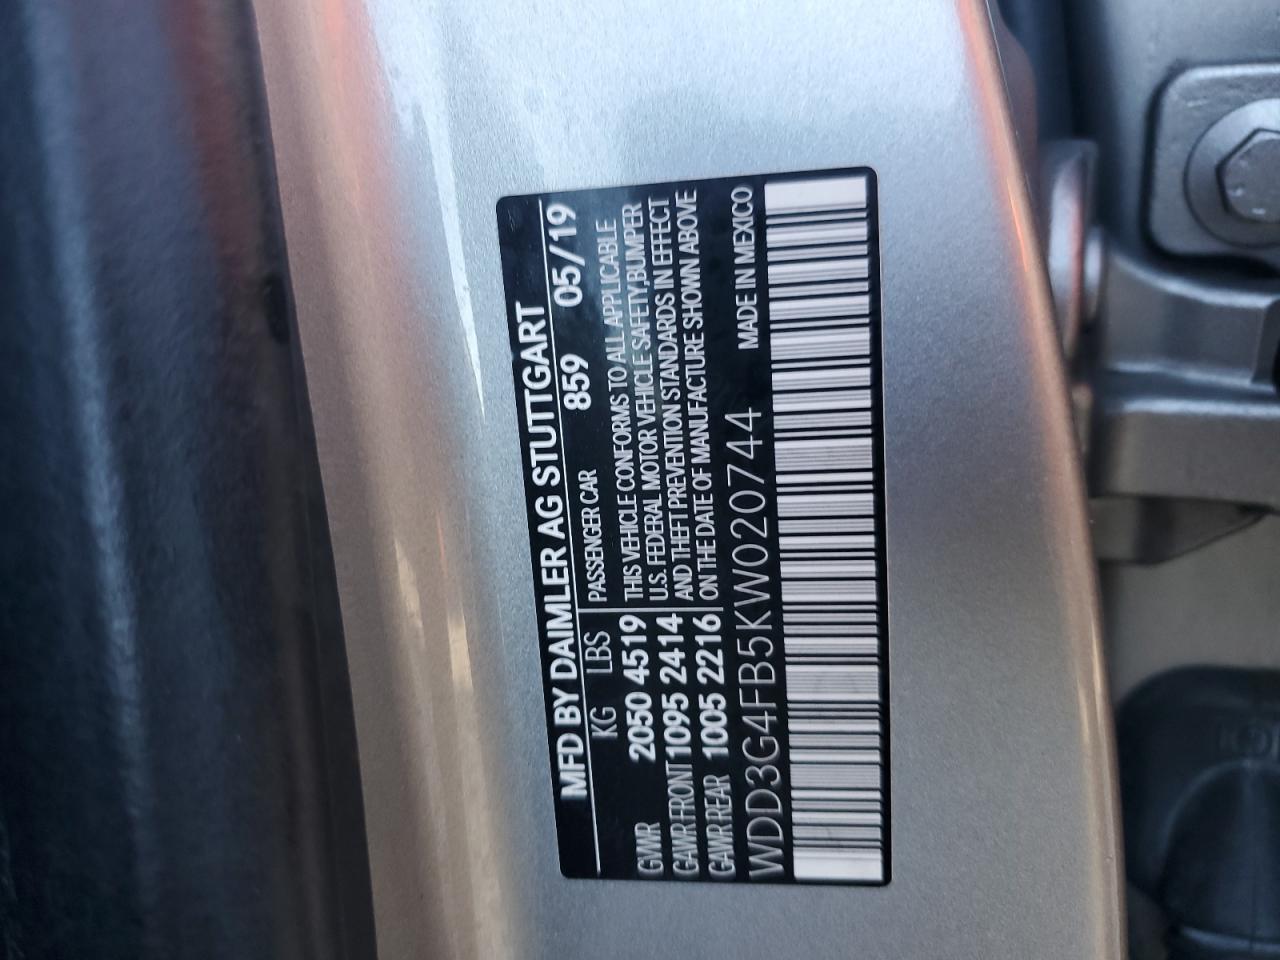 MFD BY DAIMLER AG STUTTGART
KG LBS PASSENGER CAR 859 05/19
GVWR 2050 4519 THIS VEHICLE CONFORMS TO ALL APPLICABLE
GAWR FRONT 1095 2414 U.S. FEDERAL MOTOR VEHICLE SAFETY,BUMPER
GAWR REAR 1005 2216 AND THEFT PREVENTION STANDARDS IN EFFECT
ON THE DATE OF MANUFACTURE SHOWN ABOVE
WDD3G4FB5KW020744 MADE IN MEXICO